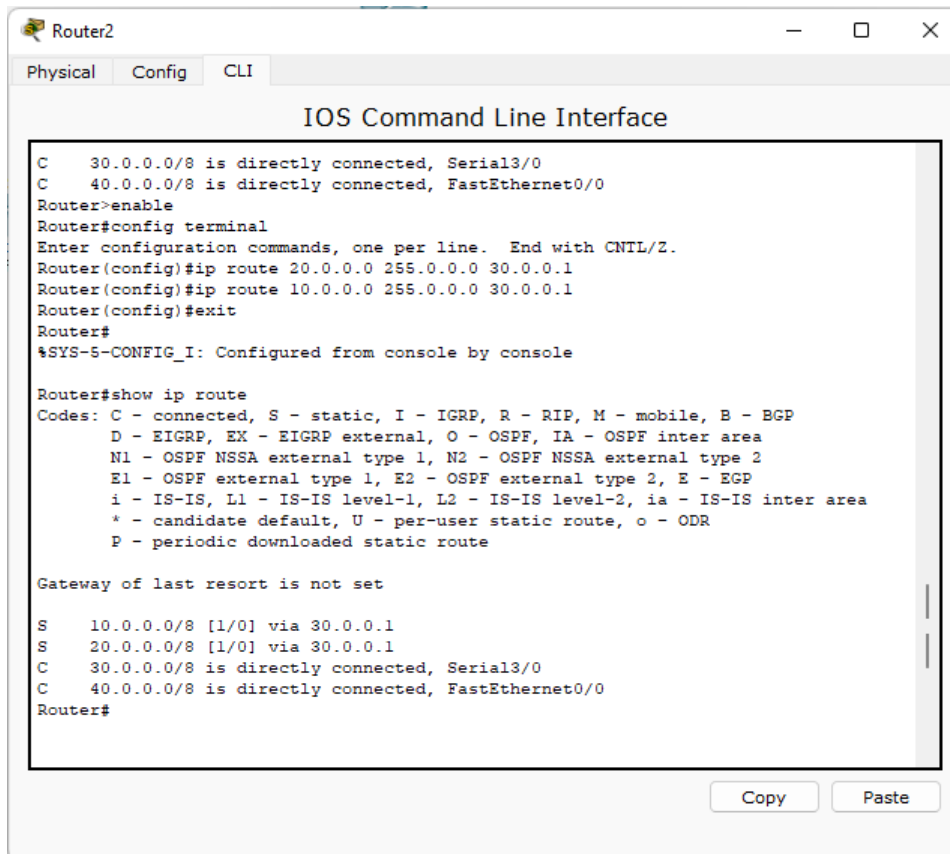 Router2
Physical Config CLI
IOS Command Line Interface
C    30.0.0.0/8 is directly connected, Serial3/0
C    40.0.0.0/8 is directly connected, FastEthernet0/0
Router>enable
Router#config terminal
Enter configuration commands, one per line.  End with CNTL/Z.
Router(config)#ip route 20.0.0.0 255.0.0.0 30.0.0.1
Router(config)#ip route 10.0.0.0 255.0.0.0 30.0.0.1
Router(config)#exit
Router#
%SYS-5-CONFIG_I: Configured from console by console
Router#show ip route
Codes: C - connected, S - static, I - IGRP, R - RIP, M - mobile, B - BGP
       D - EIGRP, EX - EIGRP external, O - OSPF, IA - OSPF inter area
       N1 - OSPF NSSA external type 1, N2 - OSPF NSSA external type 2
       E1 - OSPF external type 1, E2 - OSPF external type 2, E - EGP
       i - IS-IS, L1 - IS-IS level-1, L2 - IS-IS level-2, ia - IS-IS inter area
       * - candidate default, U - per-user static route, o - ODR
       P - periodic downloaded static route
Gateway of last resort is not set
S    10.0.0.0/8 [1/0] via 30.0.0.1
S    20.0.0.0/8 [1/0] via 30.0.0.1
C    30.0.0.0/8 is directly connected, Serial3/0
C    40.0.0.0/8 is directly connected, FastEthernet0/0
Router#
Copy Paste